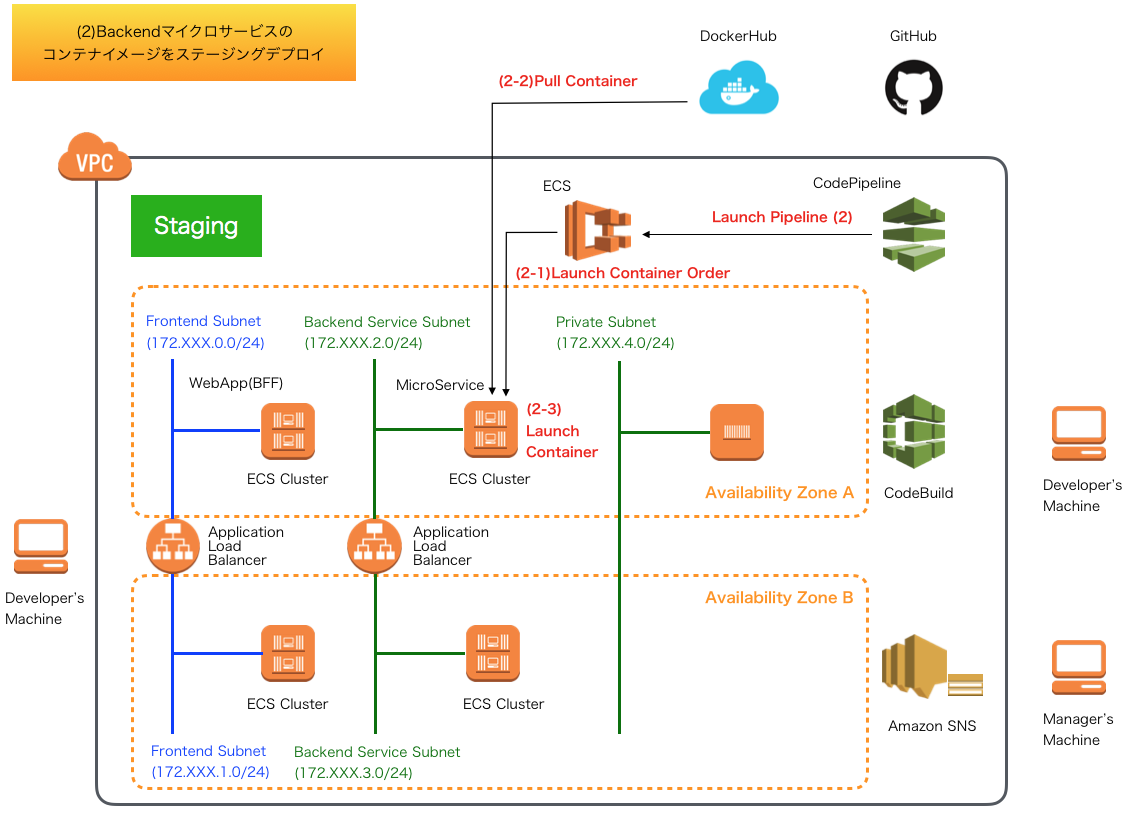 (2)Backendマイクロサービスの
コンテナイメージをステージングデプロイ
DockerHub
GitHub
(2-2)Pull Container
VPC
ECS
CodePipeline
Staging
Launch Pipeline (2)
(2-1)Launch Container Order
Frontend Subnet
(172.XXX.0.0/24)
Backend Service Subnet
(172.XXX.2.0/24)
Private Subnet
(172.XXX.4.0/24)
WebApp(BFF)
MicroService
(2-3)
Launch
Container
ECS Cluster
ECS Cluster
Availability Zone A
CodeBuild
Developer's
Machine
Application
Load
Balancer
Application
Load
Balancer
Developer's
Machine
Availability Zone B
ECS Cluster
ECS Cluster
Amazon SNS
Manager's
Machine
Frontend Subnet
(172.XXX.1.0/24)
Backend Service Subnet
(172.XXX.3.0/24)